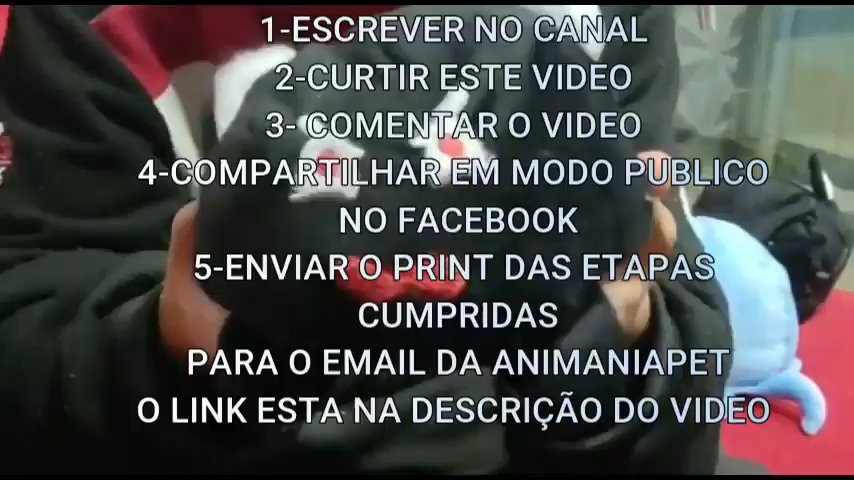 1-ESCREVER NO CANAL
2-CURTIR ESTE VIDEO
3- COMENTAR O VIDEO
4-COMPARTILHAR EM MODO PUBLICO
NO FACEBOOK
5-ENVIAR O PRINT DAS ETAPAS
CUMPRIDAS
PARA O EMAIL DA ANIMANIAPET
O LINK ESTA NA DESCRIÇÃO DO VIDEO